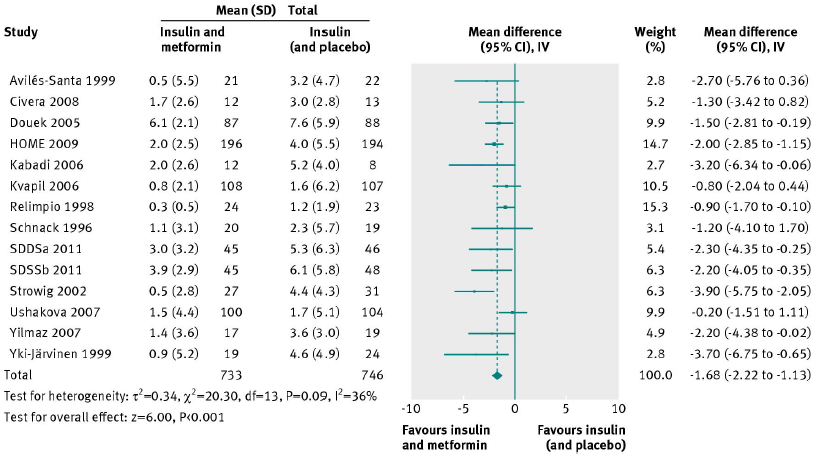 Mean (SD) Total Mean difference (95% CI), IV Weight (%) Mean difference (95% CI), IV
Study Insulin and metformin Insulin (and placebo)
Avilés-Santa 1999 0.5 (5.5) 21 3.2 (4.7) 22 2.8 -2.70 (-5.76 to 0.36)
Civera 2008 1.7 (2.6) 12 3.0 (2.8) 13 5.2 -1.30 (-3.42 to 0.82)
Douek 2005 6.1 (2.1) 87 7.6 (5.9) 88 9.9 -1.50 (-2.81 to -0.19)
HOME 2009 2.0 (2.5) 196 4.0 (5.5) 194 14.7 -2.00 (-2.85 to -1.15)
Kabadi 2006 2.0 (2.6) 12 5.2 (4.0) 8 2.7 -3.20 (-6.34 to -0.06)
Kvapil 2006 0.8 (2.1) 108 1.6 (6.2) 107 10.5 -0.80 (-2.04 to 0.44)
Relimpio 1998 0.3 (0.5) 24 1.2 (1.9) 23 15.3 -0.90 (-1.70 to -0.10)
Schnack 1996 1.1 (3.1) 20 2.3 (5.7) 19 3.1 -1.20 (-4.10 to 1.70)
SDDSa 2011 3.0 (3.2) 45 5.3 (6.3) 46 5.4 -2.30 (-4.35 to -0.25)
SDSSb 2011 3.9 (2.9) 45 6.1 (5.8) 48 6.3 -2.20 (-4.05 to -0.35)
Strowig 2002 0.5 (2.8) 27 4.4 (4.3) 31 6.3 -3.90 (-5.75 to -2.05)
Ushakova 2007 1.5 (4.4) 100 1.7 (5.1) 104 9.9 -0.20 (-1.51 to 1.11)
Yilmaz 2007 1.4 (3.6) 17 3.6 (3.0) 19 4.9 -2.20 (-4.38 to -0.02)
Yki-Järvinen 1999 0.9 (5.2) 19 4.6 (4.9) 24 2.8 -3.70 (-6.75 to -0.65)
Total 733 746 100.0 -1.68 (-2.22 to -1.13)
Test for heterogeneity: τ²=0.34, χ²=20.30, df=13, P=0.09, I²=36%
Test for overall effect: z=6.00, P<0.001
-10 -5 0 5 10
Favours insulin and metformin Favours insulin (and placebo)